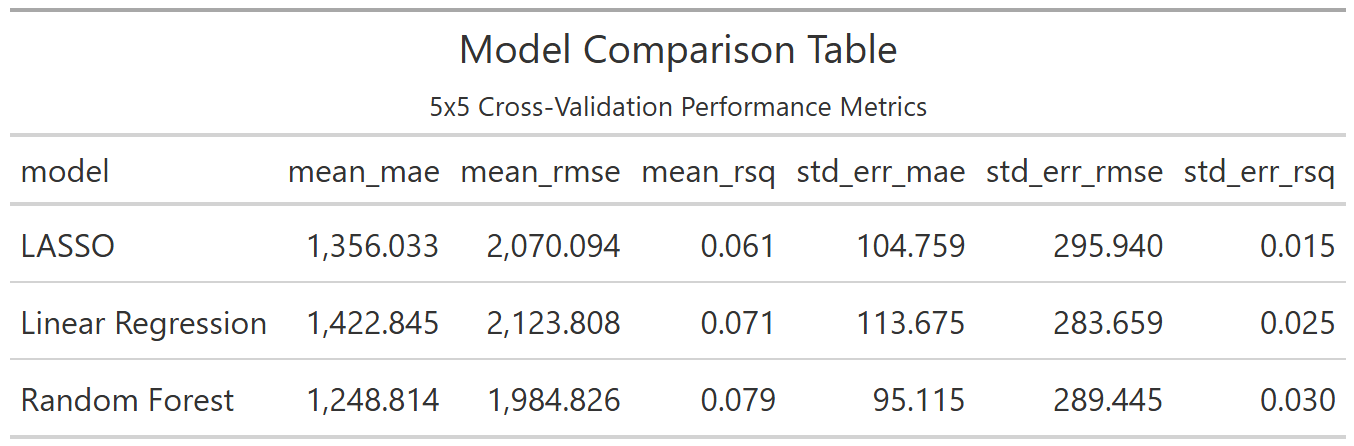 Model Comparison Table
5x5 Cross-Validation Performance Metrics
model mean_mae mean_rmse mean_rsq std_err_mae std_err_rmse std_err_rsq
LASSO 1,356.033 2,070.094 0.061 104.759 295.940 0.015
Linear Regression 1,422.845 2,123.808 0.071 113.675 283.659 0.025
Random Forest 1,248.814 1,984.826 0.079 95.115 289.445 0.030